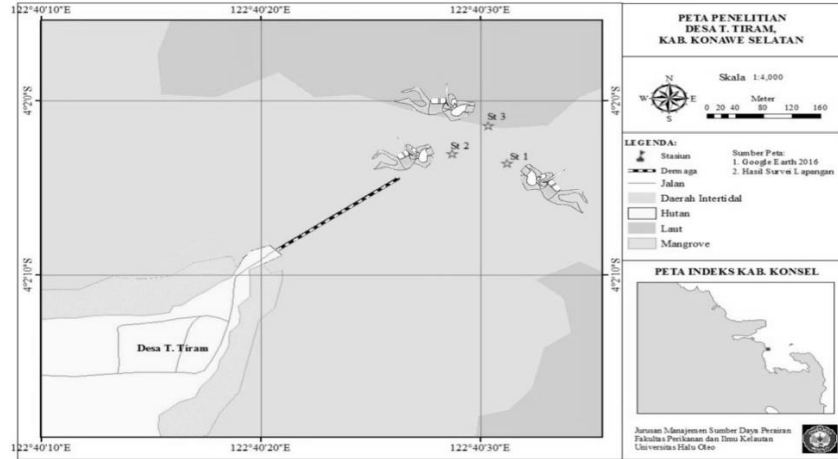 122°40'10"E
122°40'20"E
122°40'30"E
4°2'0"S
4°2'0"S
St 3
St 2
St 1
4°2'10"S
4°2'10"S
Desa T. Tiram
122°40'10"E
122°40'20"E
122°40'30"E
PETA PENELITIAN
DESA T. TIRAM,
KAB. KONAWE SELATAN
N
W E
S
Skala 1:4,000
Meter
0 20 40 80 120 160
LEGENDA:
Stasiun
Dermaga
Jalan
Daerah Intertidal
Hutan
Laut
Mangrove
Sumber Peta:
1. Google Earth 2016
2. Hasil Survei Lapangan
PETA INDEKS KAB. KONSEL
Jurusan Manajemen Sumber Daya Perairan
Fakultas Perikanan dan Ilmu Kelautan
Universitas Halu Oleo